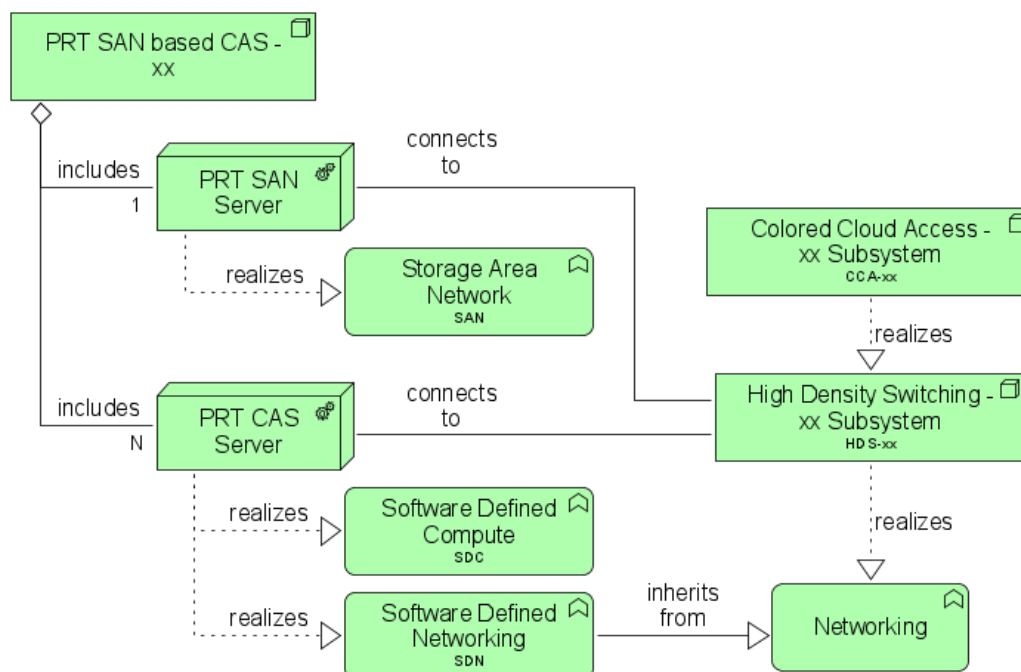 PRT SAN based CAS -
xx
includes
1
PRT SAN
Server
connects
to
realizes
Storage Area
Network
SAN
Colored Cloud Access -
xx Subsystem
CCA-xx
realizes
includes
N
PRT CAS
Server
connects
to
High Density Switching -
xx Subsystem
HDS-xx
realizes
Software Defined
Compute
SDC
realizes
realizes
Software Defined
Networking
SDN
inherits
from
Networking